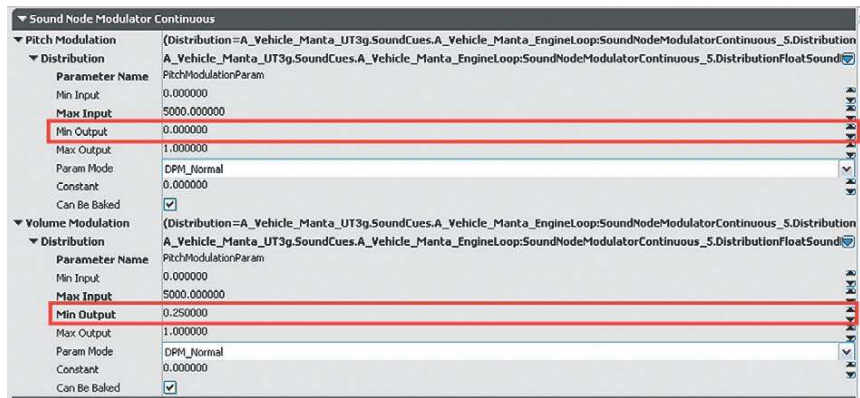 Sound Node Modulator Continuous
Pitch Modulation (Distribution=A_Vehicle_Manta_UT3g.SoundCues.A_Vehicle_Manta_EngineLoop:SoundNodeModulatorContinuous_5.Distribution
Distribution A_Vehicle_Manta_UT3g.SoundCues.A_Vehicle_Manta_EngineLoop:SoundNodeModulatorContinuous_5.DistributionFloatSound
Parameter Name PitchModulationParam
Min Input 0.000000
Max Input 5000.000000
Min Output 0.000000
Max Output 1.000000
Param Mode DPM_Normal
Constant 0.000000
Can Be Baked
Volume Modulation (Distribution=A_Vehicle_Manta_UT3g.SoundCues.A_Vehicle_Manta_EngineLoop:SoundNodeModulatorContinuous_5.Distribution
Distribution A_Vehicle_Manta_UT3g.SoundCues.A_Vehicle_Manta_EngineLoop:SoundNodeModulatorContinuous_5.DistributionFloatSound
Parameter Name PitchModulationParam
Min Input 0.000000
Max Input 5000.000000
Min Output 0.250000
Max Output 1.000000
Param Mode DPM_Normal
Constant 0.000000
Can Be Baked